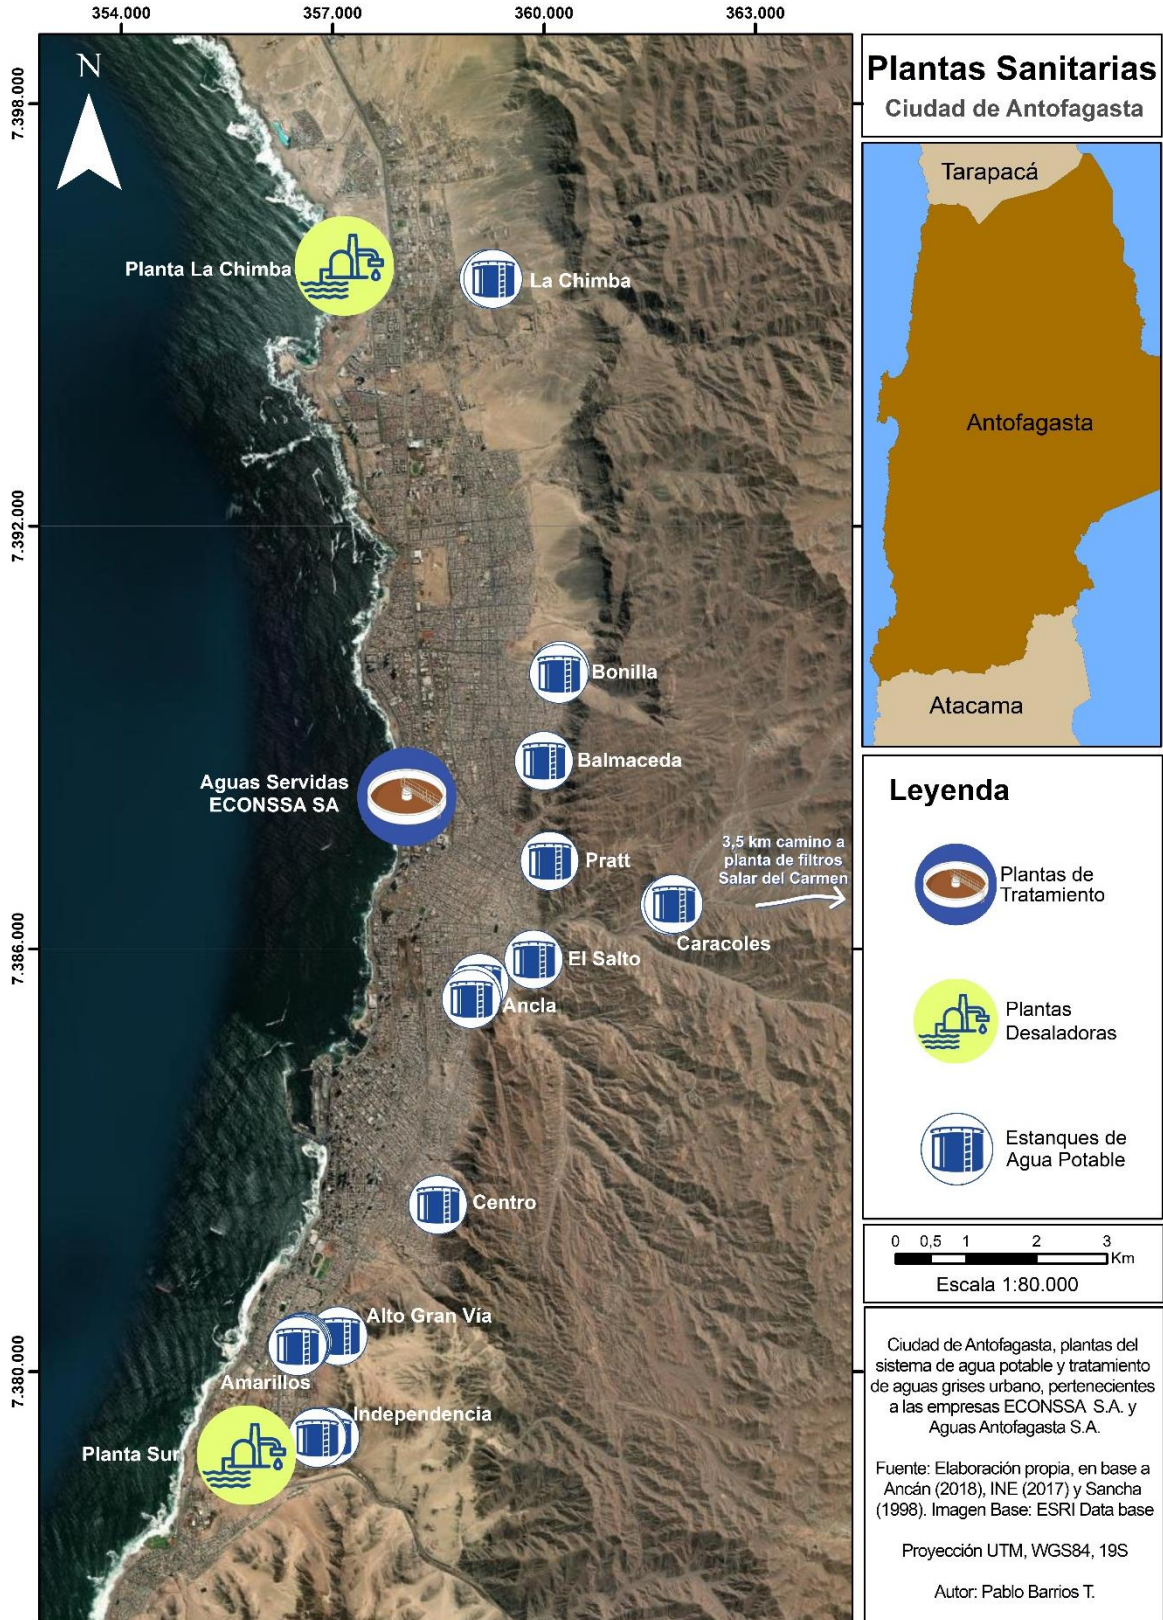 354.000
357.000
360.000
363.000
7.398.000
7.392.000
7.386.000
7.380.000
N
Planta La Chimba
La Chimba
Bonilla
Balmaceda
Aguas Servidas
ECONSSA SA
Pratt
3,5 km camino a
planta de filtros
Salar del Carmen
Caracoles
El Salto
Ancla
Centro
Alto Gran Vía
Amarillos
Independencia
Planta Sur
Plantas Sanitarias
Ciudad de Antofagasta
Tarapacá
Antofagasta
Atacama
Leyenda
Plantas de
Tratamiento
Plantas
Desaladoras
Estanques de
Agua Potable
0 0,5 1 2 3
Km
Escala 1:80.000
Ciudad de Antofagasta, plantas del
sistema de agua potable y tratamiento
de aguas grises urbano, pertenecientes
a las empresas ECONSSA S.A. y
Aguas Antofagasta S.A.
Fuente: Elaboración propia, en base a
Ancán (2018), INE (2017) y Sancha
(1998). Imagen Base: ESRI Data base
Proyección UTM, WGS84, 19S
Autor: Pablo Barrios T.